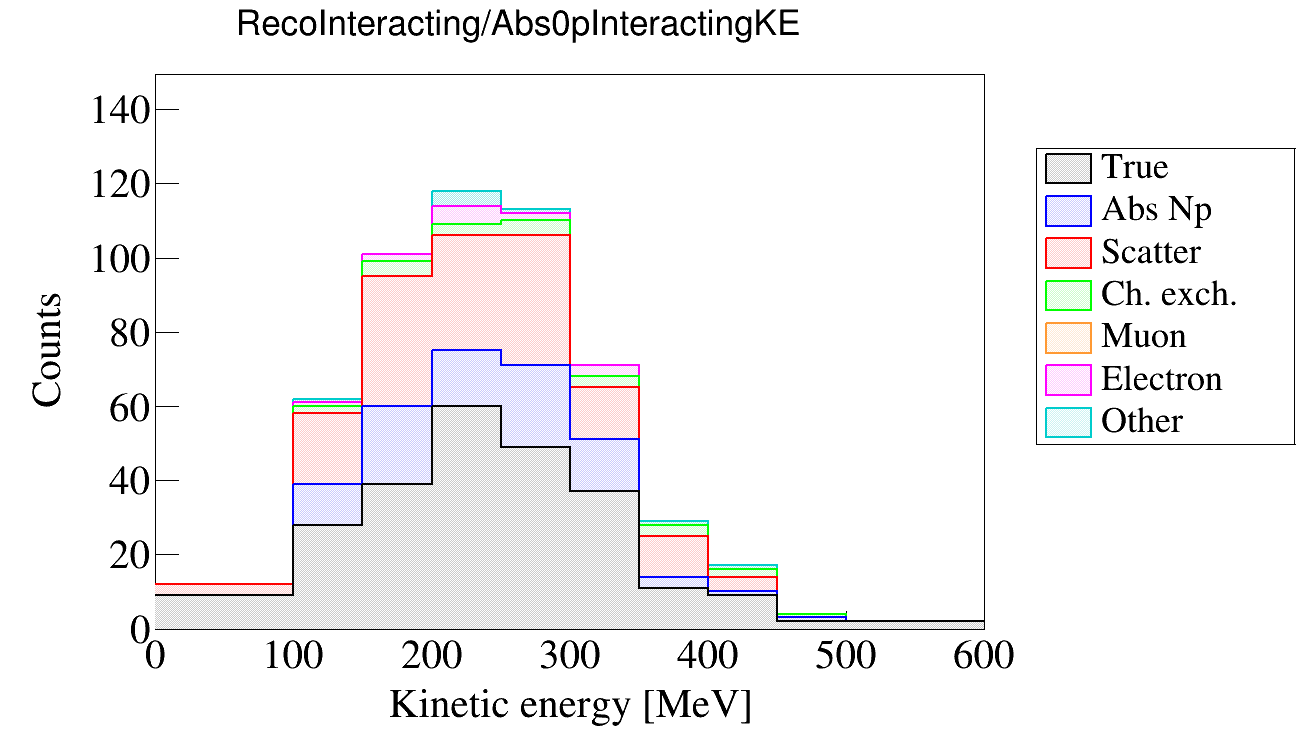 RecoInteracting/Abs0pInteractingKE
140
120
100
80
60
40
20
0
Counts
0 100 200 300 400 500 600
Kinetic energy [MeV]
True
Abs Np
Scatter
Ch. exch.
Muon
Electron
Other